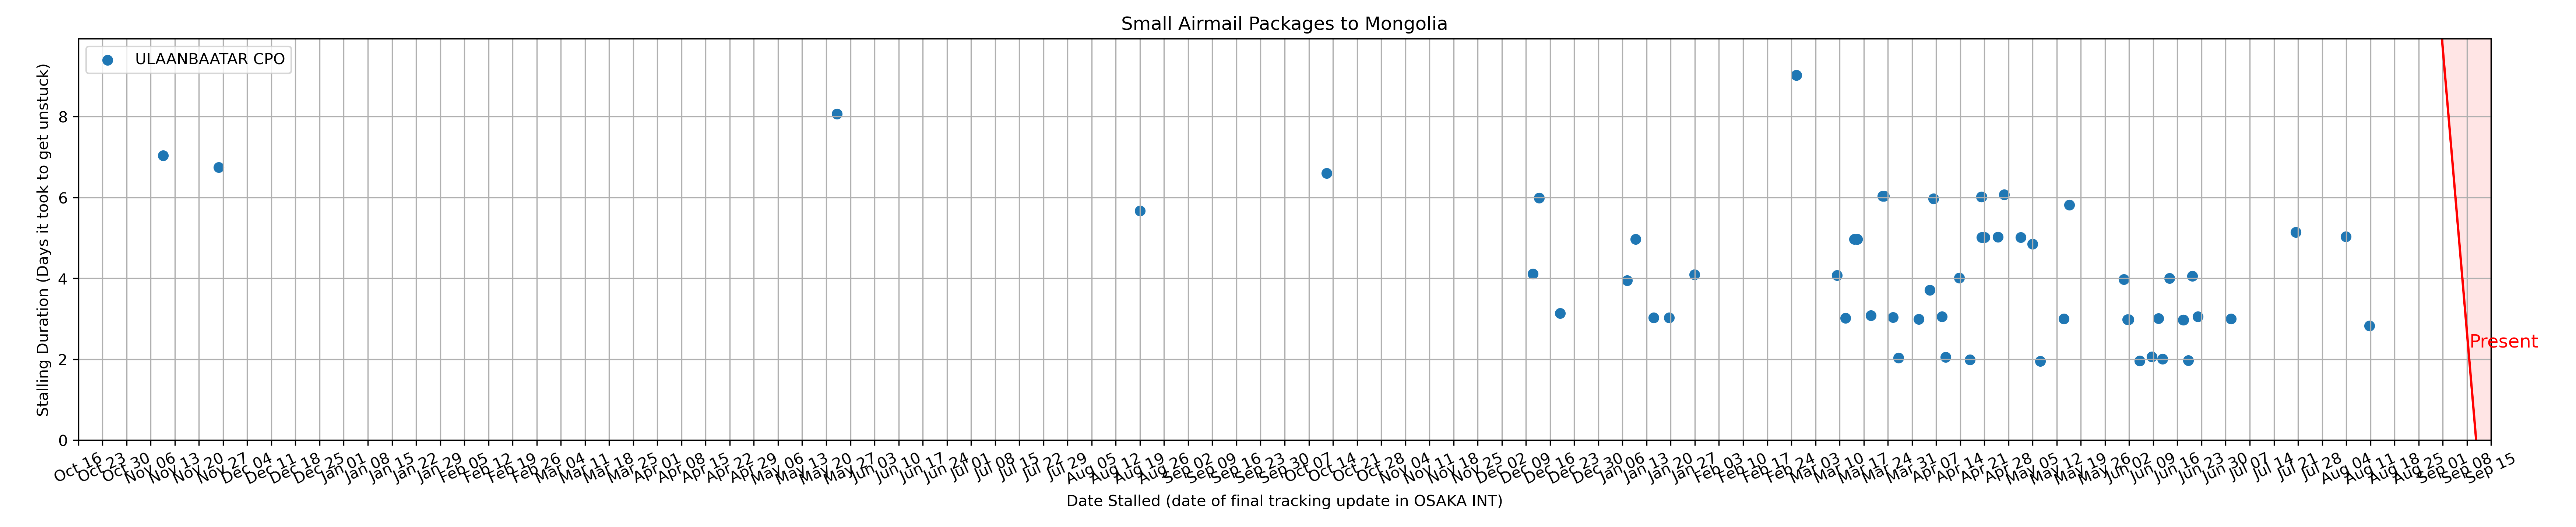 Small Airmail Packages to Mongolia
ULAANBAATAR CPO
Stalling Duration (Days it took to get unstuck)
8
6
4
2
0
Present
Oct 16
Oct 23
Oct 30
Nov 06
Nov 13
Nov 20
Nov 27
Dec 04
Dec 11
Dec 18
Dec 25
Jan 01
Jan 08
Jan 15
Jan 22
Jan 29
Feb 05
Feb 12
Feb 19
Feb 26
Mar 04
Mar 11
Mar 18
Mar 25
Apr 01
Apr 08
Apr 15
Apr 22
Apr 29
May 06
May 13
May 20
May 27
Jun 03
Jun 10
Jun 17
Jun 24
Jul 01
Jul 08
Jul 15
Jul 22
Jul 29
Aug 05
Aug 12
Aug 19
Aug 26
Sep 02
Sep 09
Sep 16
Sep 23
Sep 30
Oct 07
Oct 14
Oct 21
Oct 28
Nov 04
Nov 11
Nov 18
Nov 25
Dec 02
Dec 09
Dec 16
Dec 23
Dec 30
Jan 06
Jan 13
Jan 20
Jan 27
Feb 03
Feb 10
Feb 17
Feb 24
Mar 03
Mar 10
Mar 17
Mar 24
Mar 31
Apr 07
Apr 14
Apr 21
Apr 28
May 05
May 12
May 19
May 26
Jun 02
Jun 09
Jun 16
Jun 23
Jun 30
Jul 07
Jul 14
Jul 21
Jul 28
Aug 04
Aug 11
Aug 18
Aug 25
Sep 01
Sep 08
Sep 15
Date Stalled (date of final tracking update in OSAKA INT)